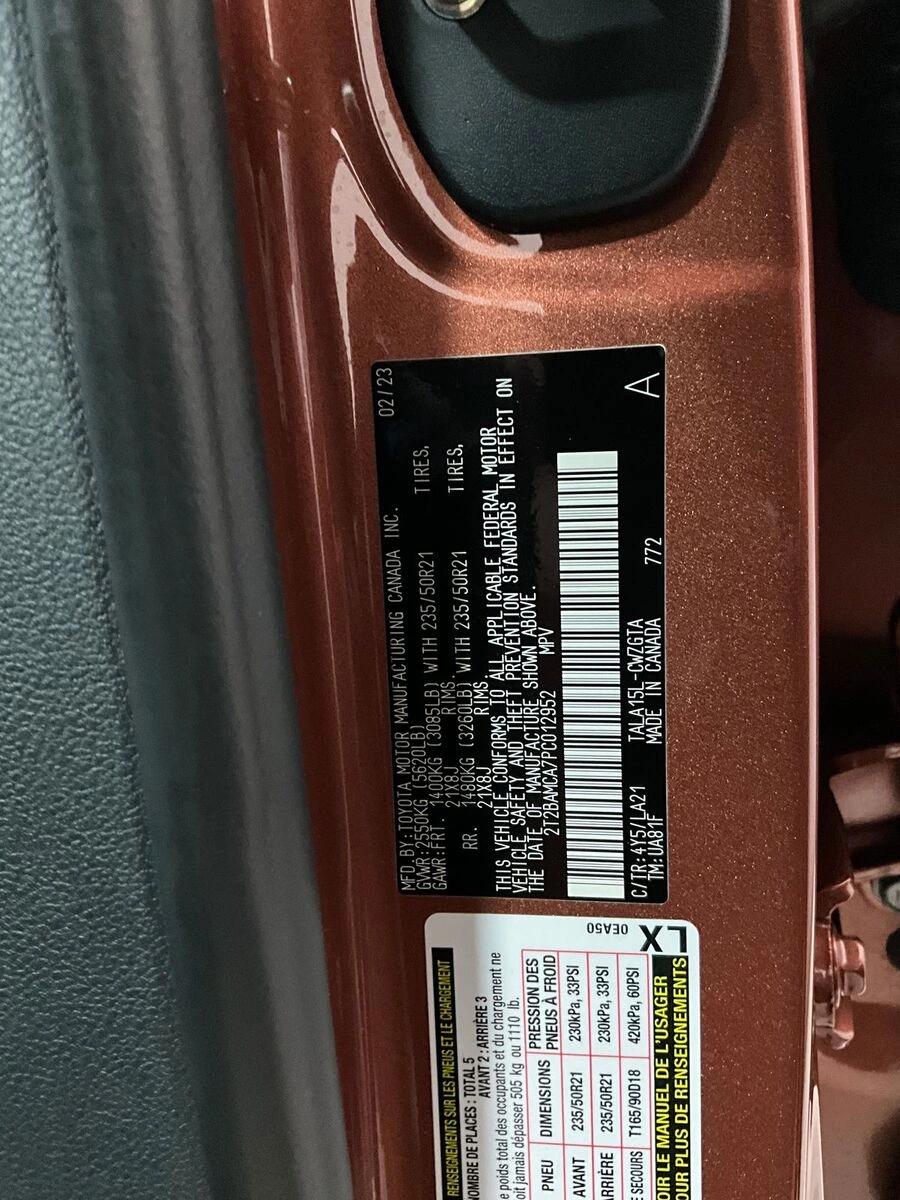 MFD.BY:TOYOTA MOTOR MANUFACTURING CANADA INC. 02/23
GVWR:2550KG (5620LB)
GAWR:FRT. 1400KG (3085LB) WITH 235/50R21 TIRES,
21X8J RIMS,
RR. 1480KG (3260LB) WITH 235/50R21 TIRES,
21X8J RIMS
THIS VEHICLE CONFORMS TO ALL APPLICABLE FEDERAL MOTOR
VEHICLE SAFETY AND THEFT PREVENTION STANDARDS IN EFFECT ON
THE DATE OF MANUFACTURE SHOWN ABOVE.
2T2BAMCA7PC012952 MPV
C/TR:4Y57/LA21 TALA15L-CWZGTA A
TM:UA81F MADE IN CANADA 772
RENSEIGNEMENTS SUR LES PNEUS ET LE CHARGEMENT
NOMBRE DE PLACES : TOTAL 5
AVANT 2 : ARRIÈRE 3
poids total des occupants et du chargement ne
doit jamais dépasser 505 kg ou 1110 lb.
PNEU DIMENSIONS PRESSION DES PNEUS À FROID
AVANT 235/50R21 230kPa, 33PSI
ARRIÈRE 235/50R21 230kPa, 33PSI
SECOURS T165/90D18 420kPa, 60PSI
VOIR LE MANUEL DE L'USAGER
POUR PLUS DE RENSEIGNEMENTS
0EA50
LX